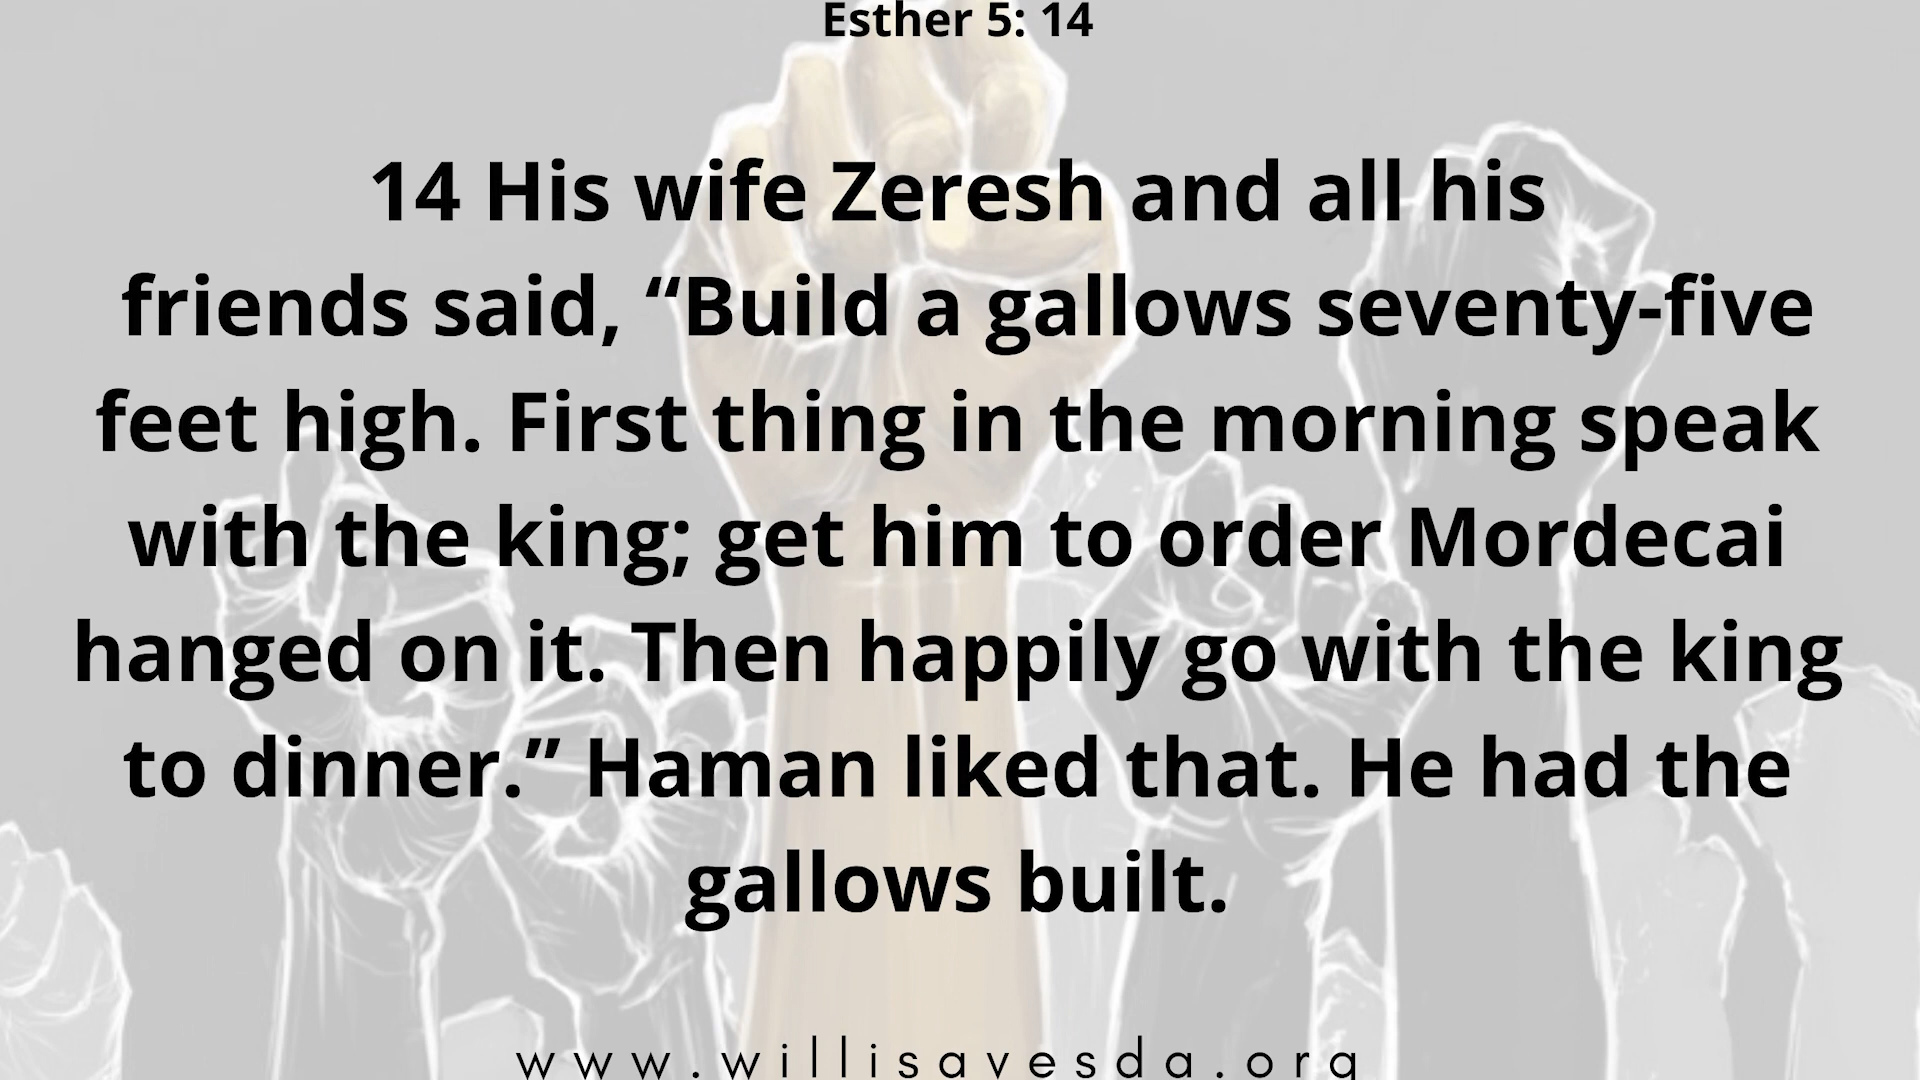 Esther 5: 14
14 His wife Zeresh and all his
friends said, “Build a gallows seventy-five
feet high. First thing in the morning speak
with the king; get him to order Mordecai
hanged on it. Then happily go with the king
to dinner.” Haman liked that. He had the
gallows built.
www.willisavesda.org